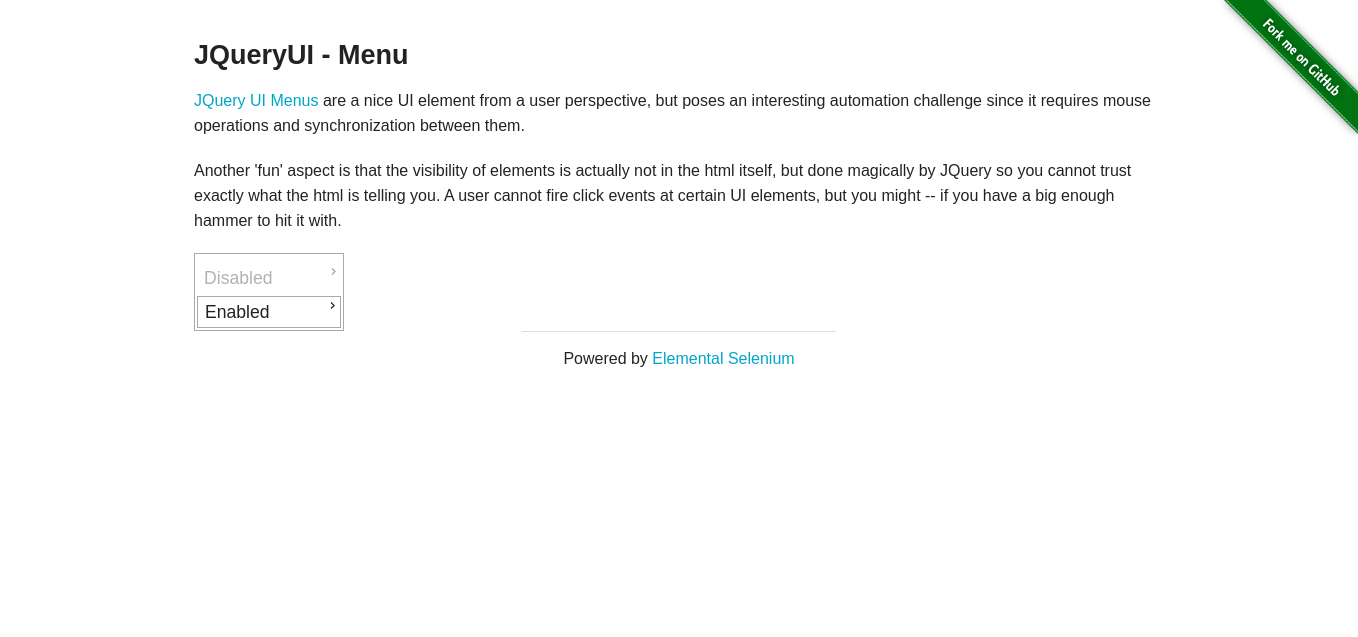 Fork me on GitHub
JQueryUI - Menu
JQuery UI Menus are a nice UI element from a user perspective, but poses an interesting automation challenge since it requires mouse
operations and synchronization between them.
Another 'fun' aspect is that the visibility of elements is actually not in the html itself, but done magically by JQuery so you cannot trust
exactly what the html is telling you. A user cannot fire click events at certain UI elements, but you might -- if you have a big enough
hammer to hit it with.
Disabled
Enabled
Powered by Elemental Selenium